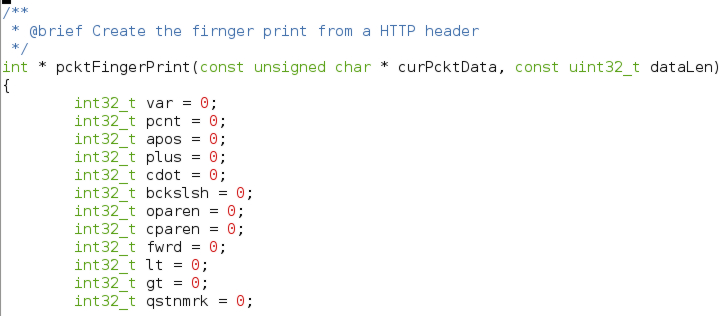 /**
 * @brief Create the firnger print from a HTTP header
 */
int * pcktFingerPrint(const unsigned char * curPcktData, const uint32_t dataLen)
{
        int32_t var = 0;
        int32_t pcnt = 0;
        int32_t apos = 0;
        int32_t plus = 0;
        int32_t cdot = 0;
        int32_t bckslsh = 0;
        int32_t oparen = 0;
        int32_t cparen = 0;
        int32_t fwrd = 0;
        int32_t lt = 0;
        int32_t gt = 0;
        int32_t qstnmrk = 0;